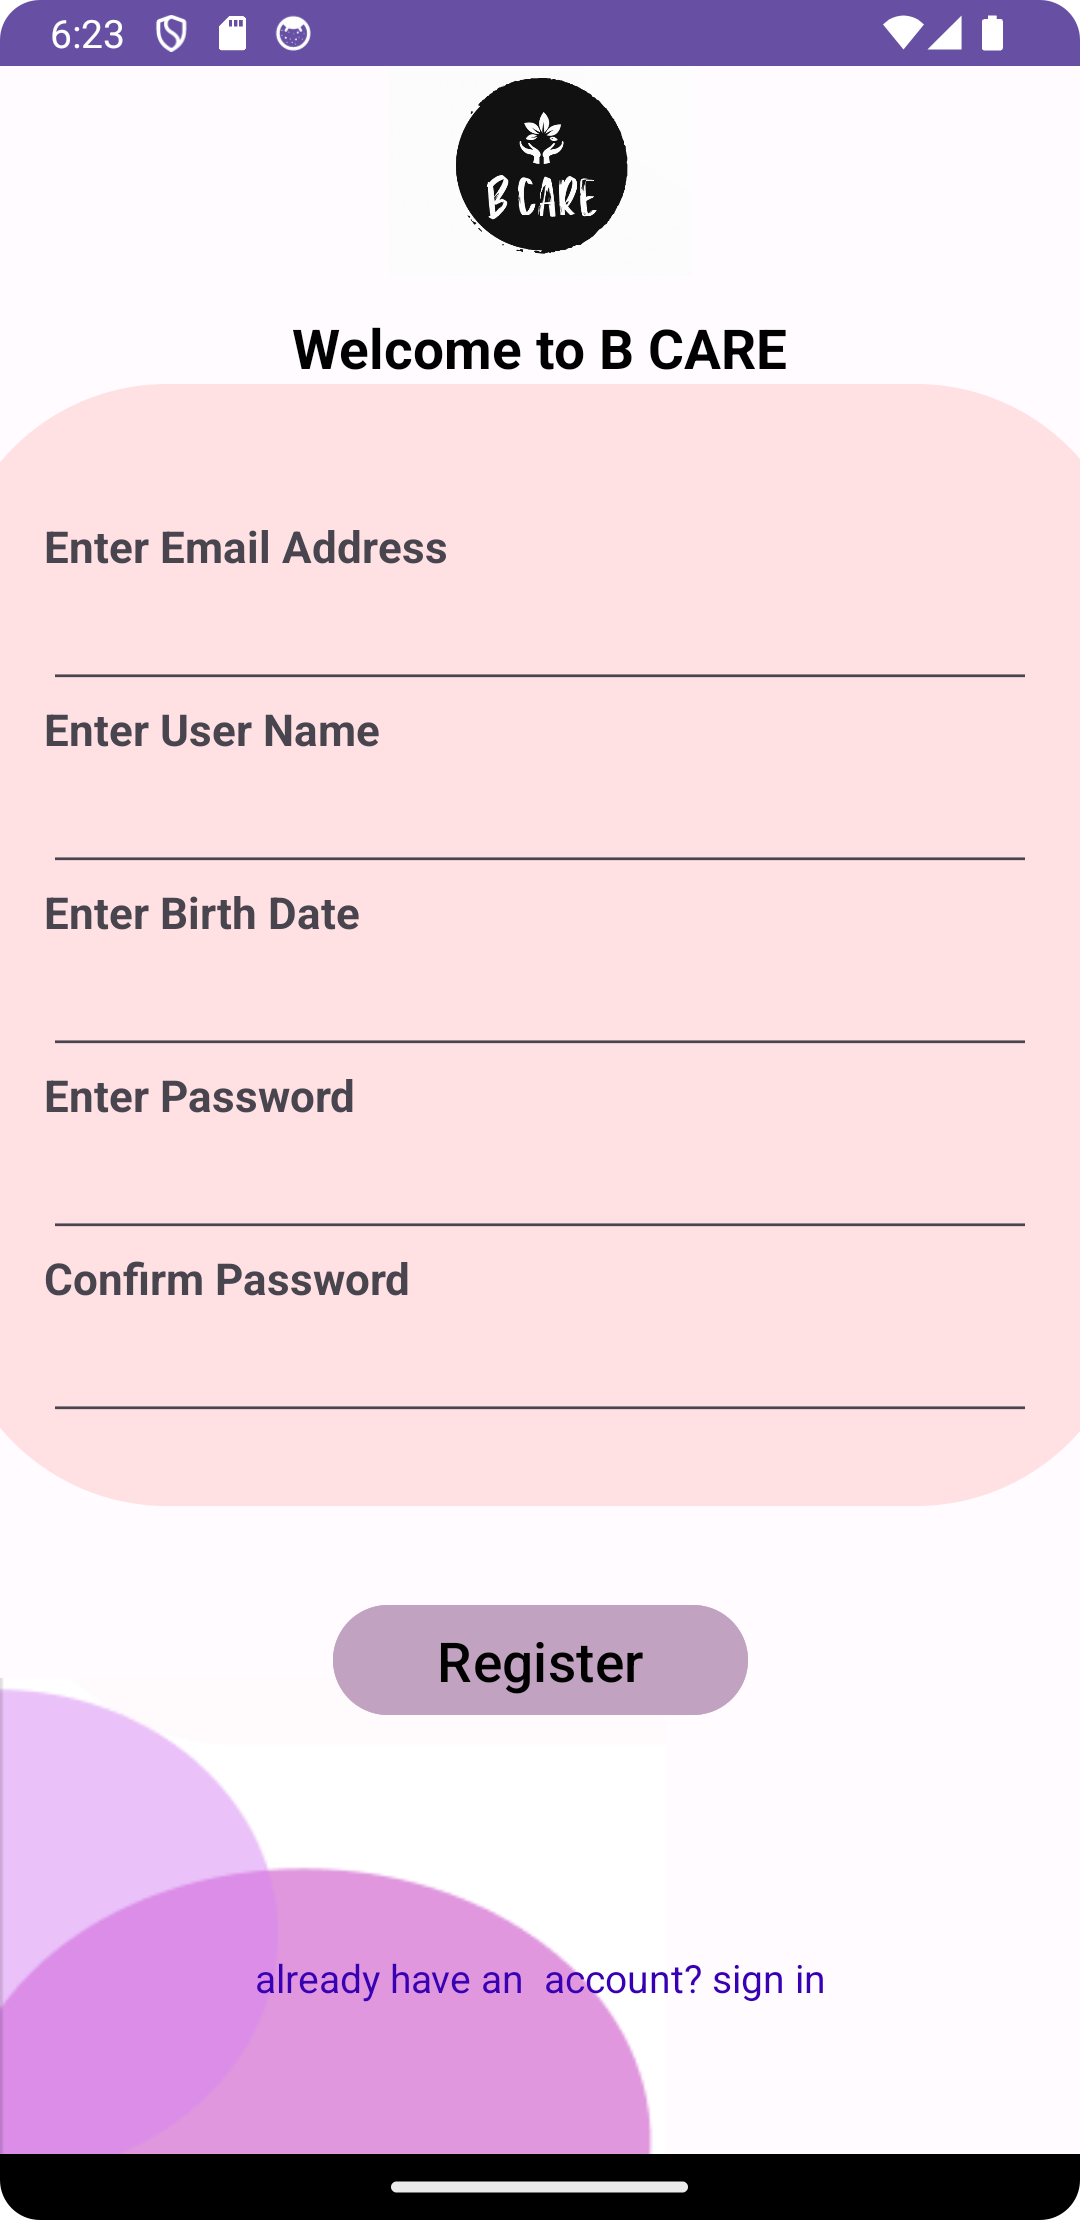 6:23
B CARE
Welcome to B CARE
Enter Email Address
Enter User Name
Enter Birth Date
Enter Password
Confirm Password
Register
already have an  account? sign in